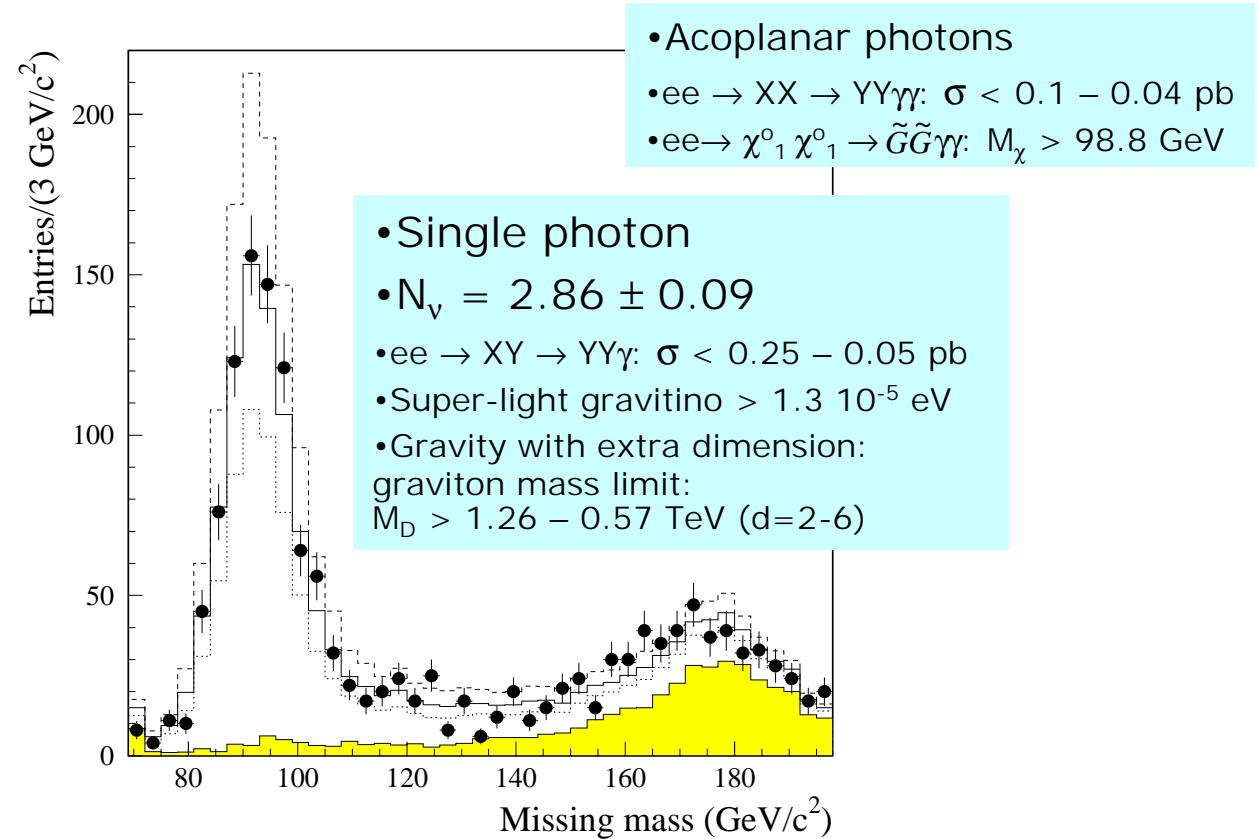 •Acoplanar photons
•ee → XX → YYγγ: σ < 0.1 – 0.04 pb
•ee→ χ⁰₁ χ⁰₁ → G̃G̃γγ: Mχ > 98.8 GeV
•Single photon
•Nν = 2.86 ± 0.09
•ee → XY → YYγ: σ < 0.25 – 0.05 pb
•Super-light gravitino > 1.3 10⁻⁵ eV
•Gravity with extra dimension:
graviton mass limit:
M_D > 1.26 – 0.57 TeV (d=2-6)
Entries/(3 GeV/c²)
200
150
100
50
0
80 100 120 140 160 180
Missing mass (GeV/c²)